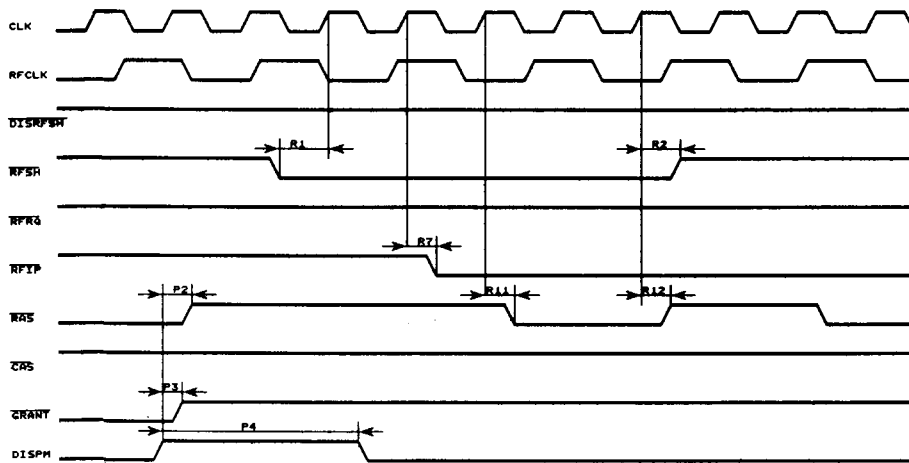 CLK
RFCLK
DISRFSH
R1
R2
RFSH
RFRQ
R7
RFIP
P2
R11
R12
RAS
CAS
P3
GRANT
P4
DISPM